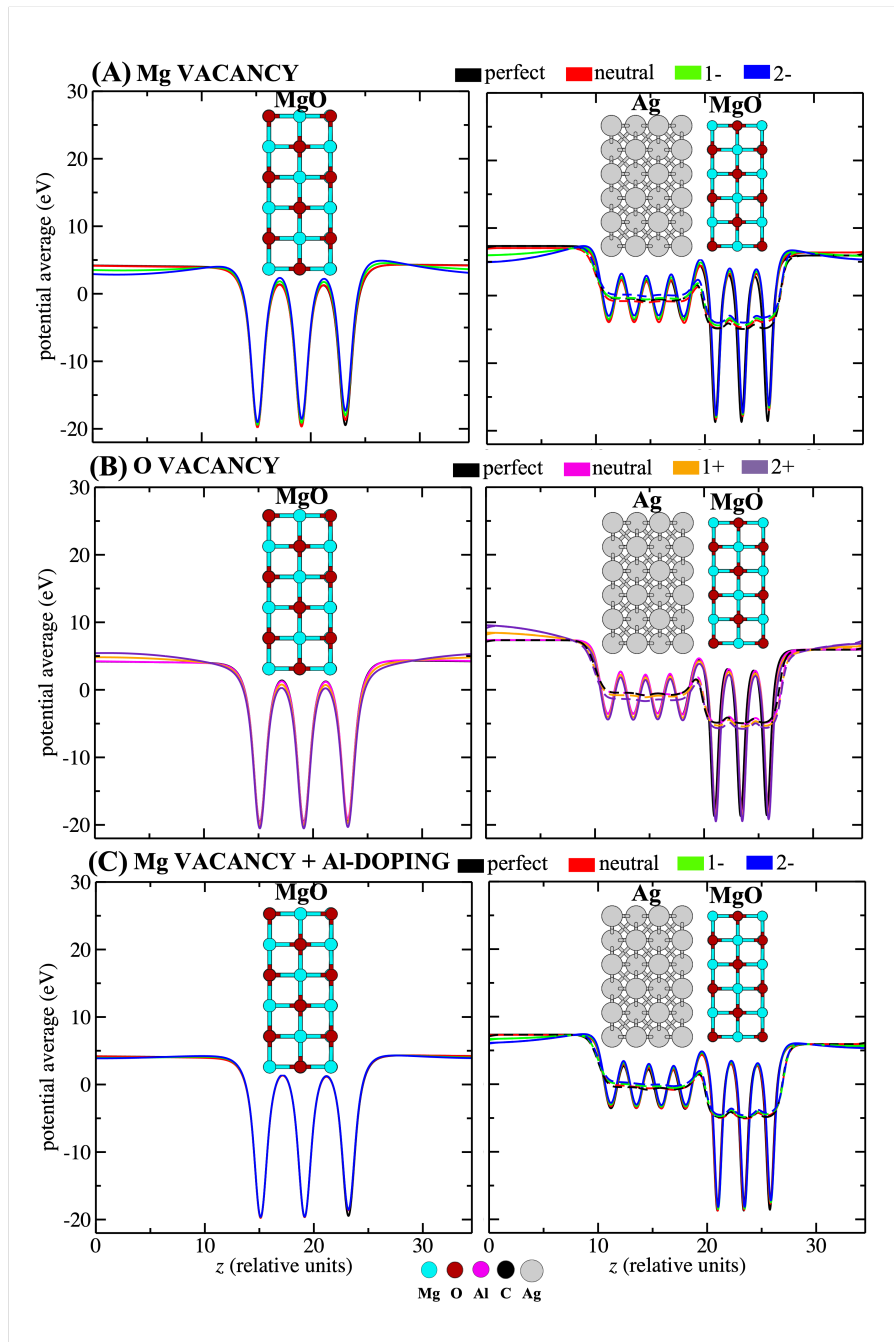 (A) Mg VACANCY
perfect neutral 1- 2-
30
MgO
Ag MgO
20
10
0
-10
-20
potential average (eV)
(B) O VACANCY
perfect neutral 1+ 2+
30
MgO
Ag MgO
20
10
0
-10
-20
potential average (eV)
(C) Mg VACANCY + Al-DOPING
perfect neutral 1- 2-
30
MgO
Ag MgO
20
10
0
-10
-20
potential average (eV)
0 10 20 30
0 10 20 30
z (relative units)
z (relative units)
Mg O Al C Ag